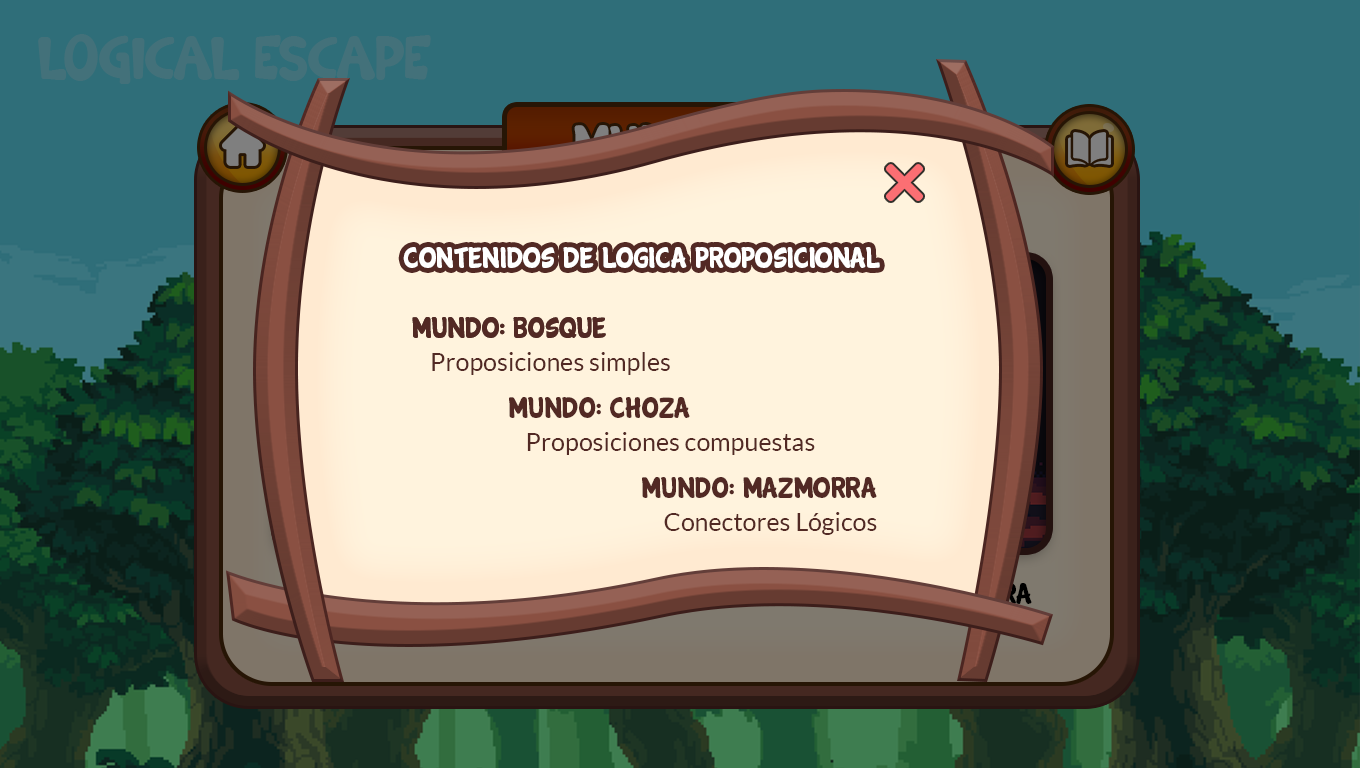 LOGICAL ESCAPE
CONTENIDOS DE LOGICA PROPOSICIONAL
MUNDO: BOSQUE
Proposiciones simples
MUNDO: CHOZA
Proposiciones compuestas
MUNDO: MAZMORRA
Conectores Lógicos